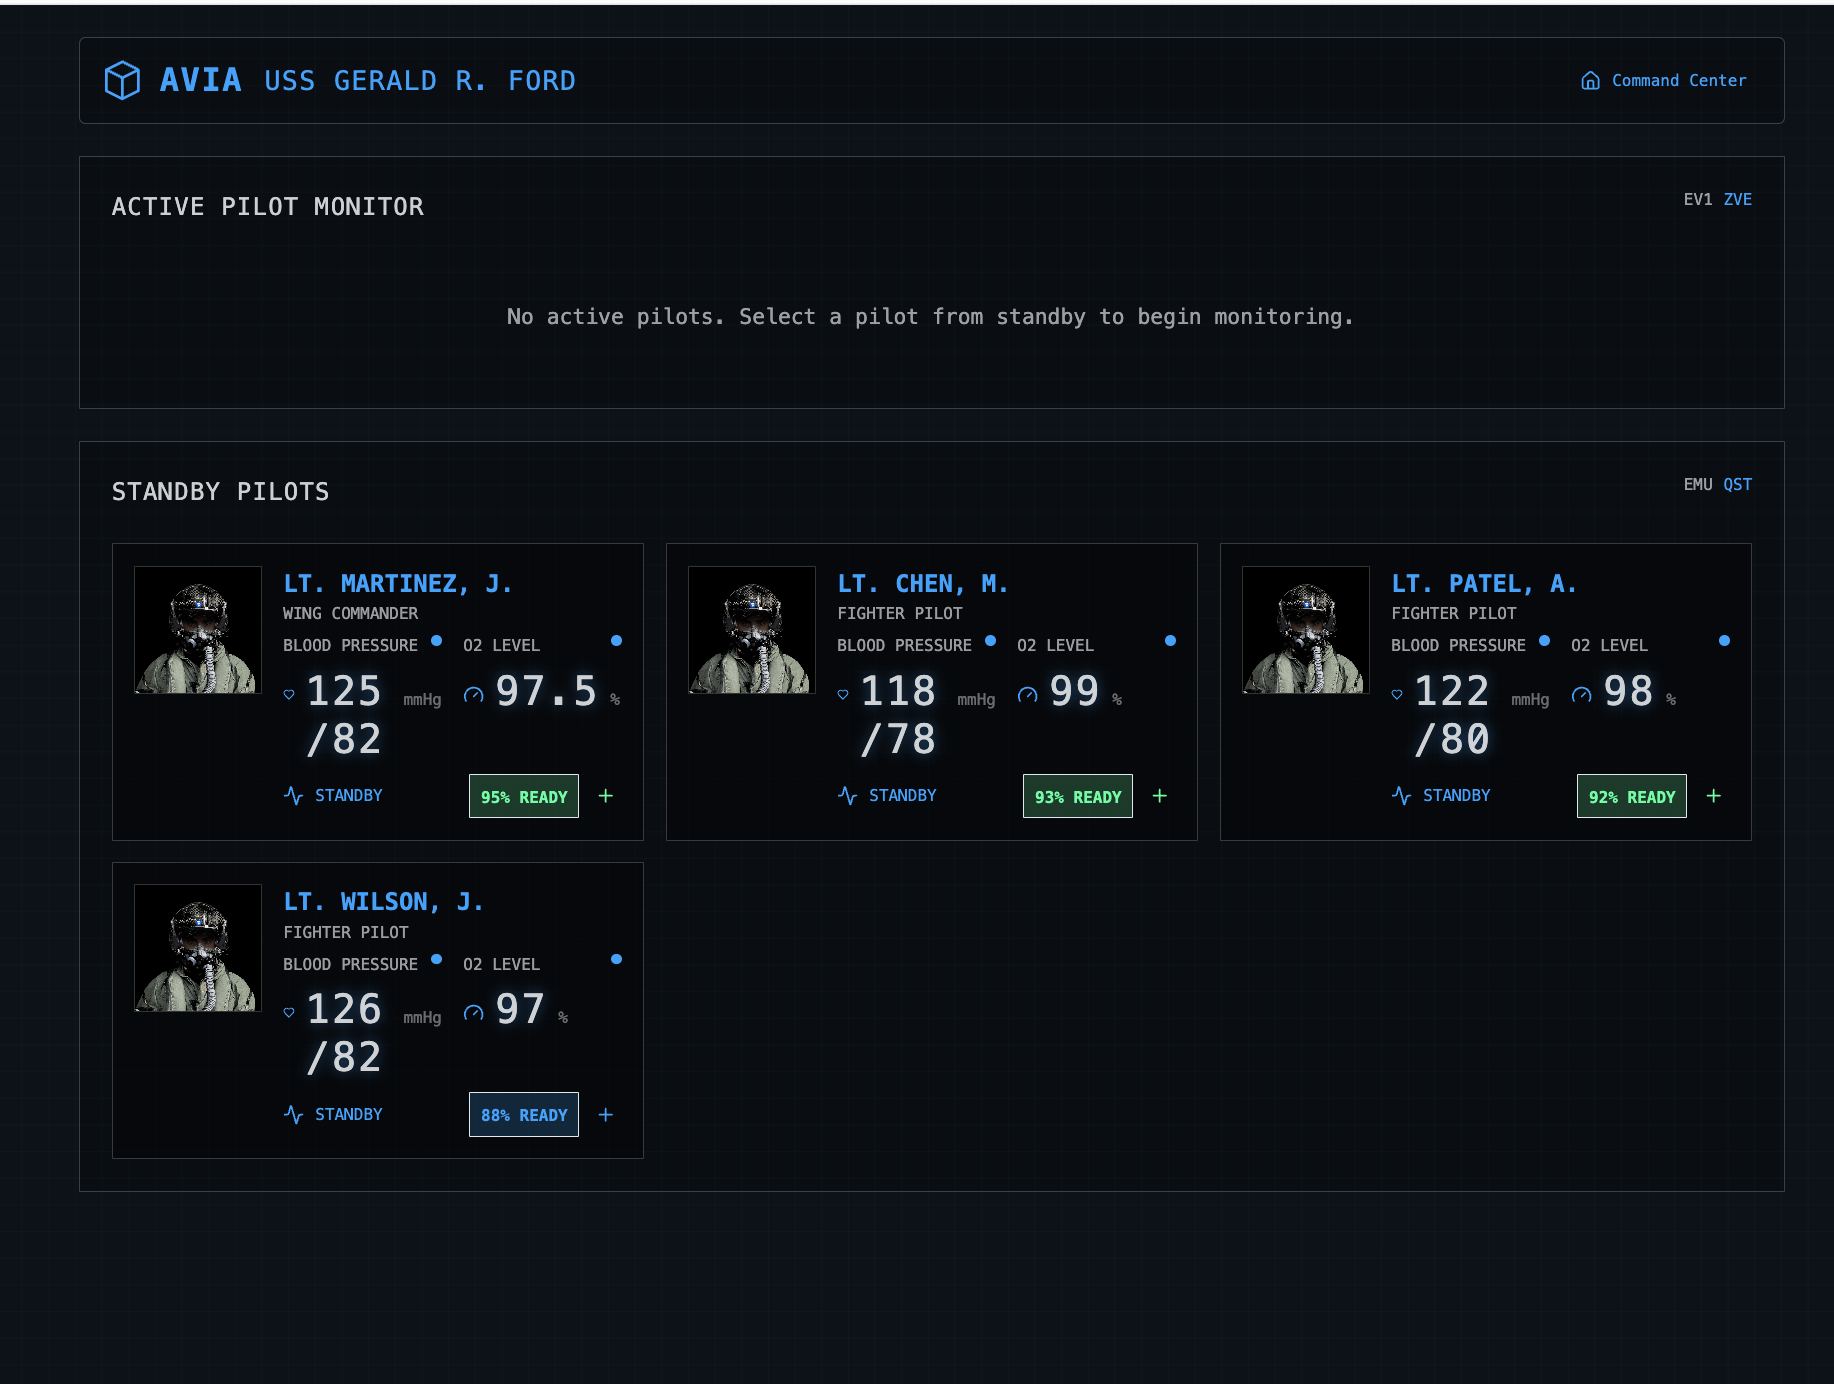 AVIA USS GERALD R. FORD
Command Center
ACTIVE PILOT MONITOR
EV1 ZVE
No active pilots. Select a pilot from standby to begin monitoring.
STANDBY PILOTS
EMU QST
LT. MARTINEZ, J.
WING COMMANDER
BLOOD PRESSURE
O2 LEVEL
125
/82
mmHg
97.5 %
STANDBY
95% READY
+
LT. CHEN, M.
FIGHTER PILOT
BLOOD PRESSURE
O2 LEVEL
118
/78
mmHg
99 %
STANDBY
93% READY
+
LT. PATEL, A.
FIGHTER PILOT
BLOOD PRESSURE
O2 LEVEL
122
/80
mmHg
98 %
STANDBY
92% READY
+
LT. WILSON, J.
FIGHTER PILOT
BLOOD PRESSURE
O2 LEVEL
126
/82
mmHg
97 %
STANDBY
88% READY
+